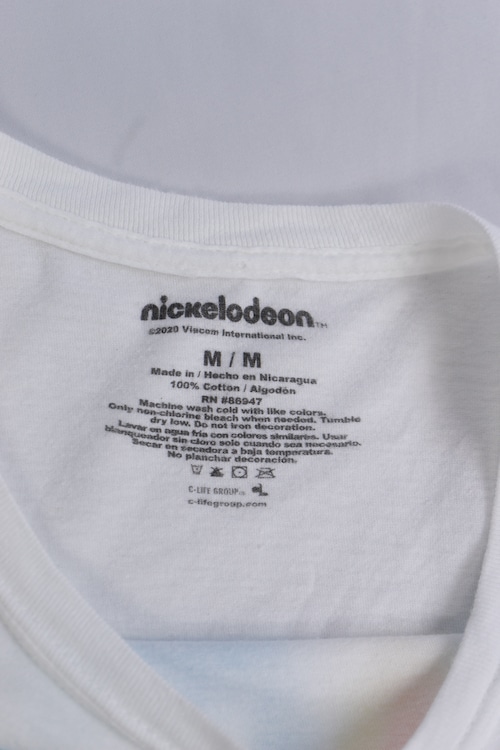 nickelodeon™
©2020 Viacom International Inc.
M / M
Made in / Hecho en Nicaragua
100% Cotton / Algodón
RN #86947
Machine wash cold with like colors.
Only non-chlorine bleach when needed. Tumble
dry low. Do not iron decoration.
Lavar en agua fría con colores similares. Usar
blanqueador sin cloro solo cuando sea necesario.
Secar en secadora a baja temperatura.
No planchar decoración.
C-LIFE GROUP
c-lifegroup.com